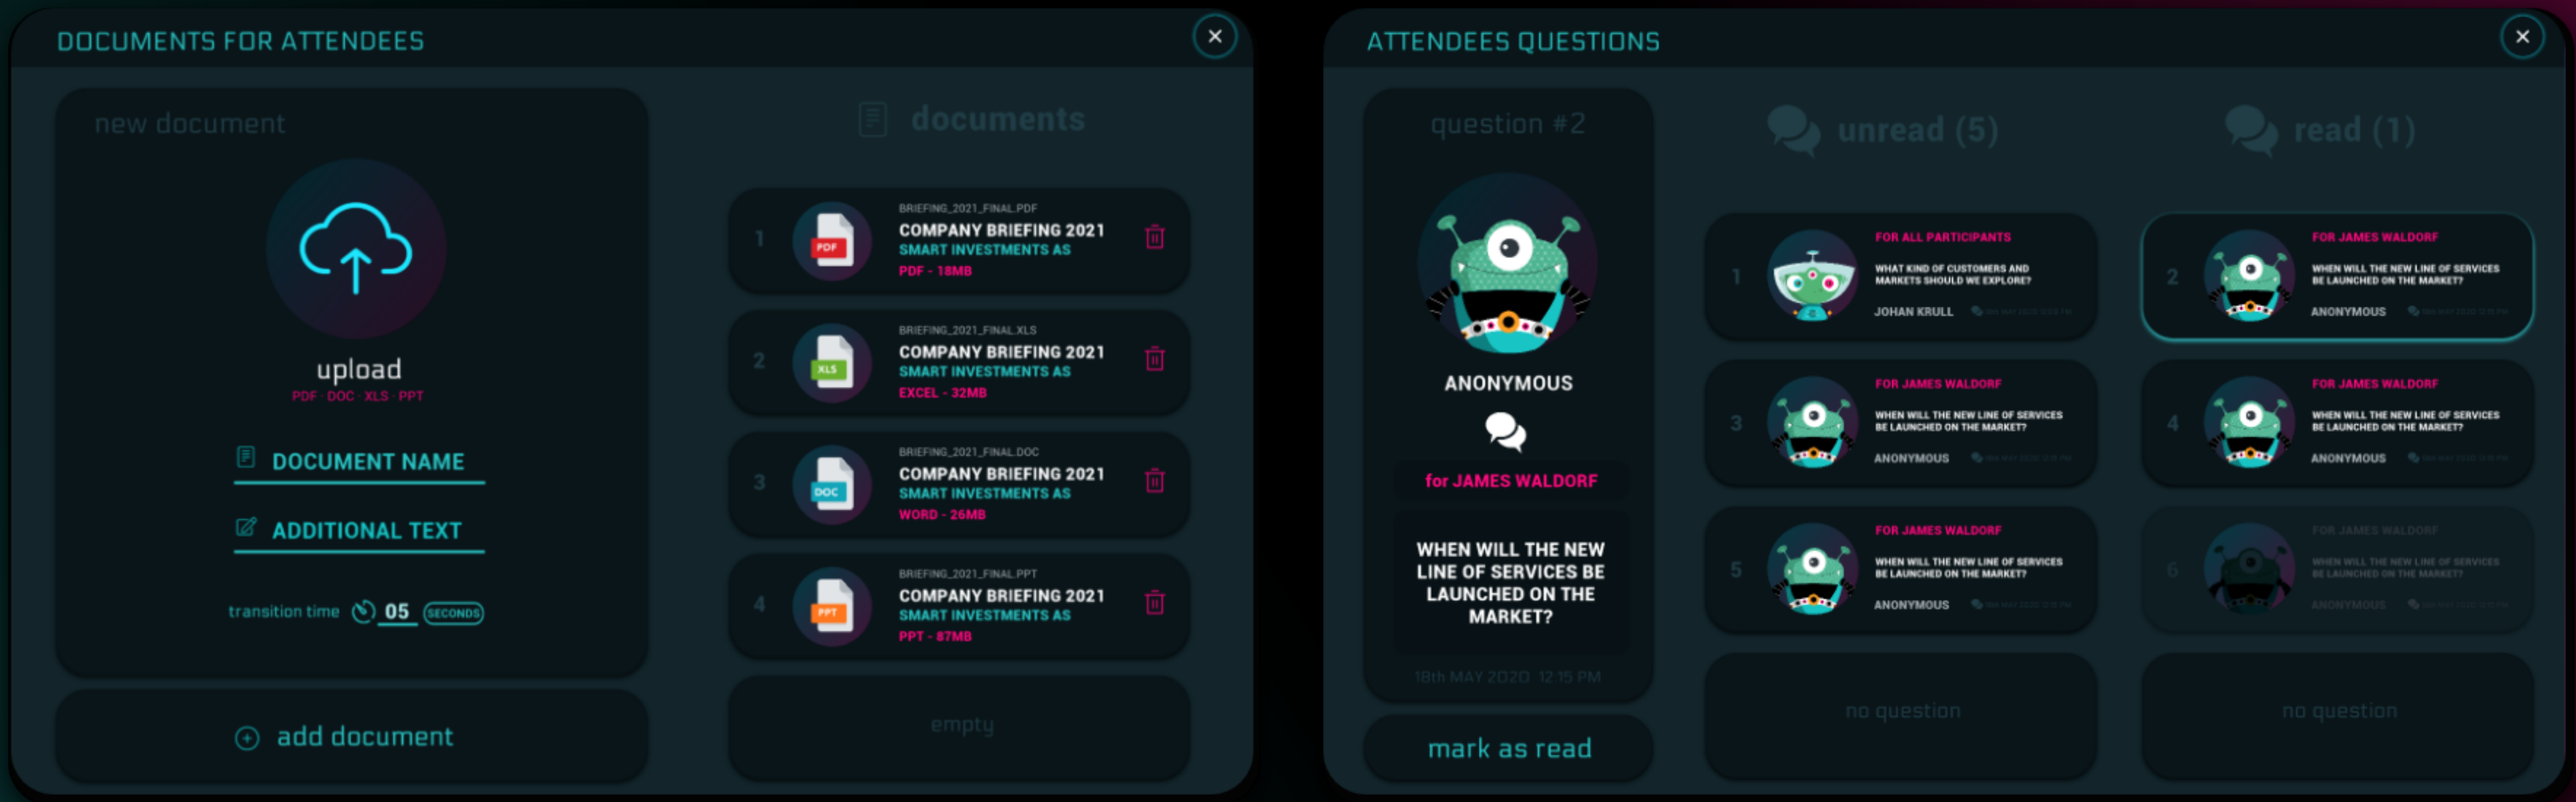 DOCUMENTS FOR ATTENDEES
new document
upload
PDF · DOC · XLS · PPT
DOCUMENT NAME
ADDITIONAL TEXT
transition time 05 SECONDS
add document
documents
1
PDF
BRIEFING_2021_FINAL.PDF
COMPANY BRIEFING 2021
SMART INVESTMENTS AS
PDF - 18MB
2
XLS
BRIEFING_2021_FINAL.XLS
COMPANY BRIEFING 2021
SMART INVESTMENTS AS
EXCEL - 32MB
3
DOC
BRIEFING_2021_FINAL.DOC
COMPANY BRIEFING 2021
SMART INVESTMENTS AS
WORD - 26MB
4
PPT
BRIEFING_2021_FINAL.PPT
COMPANY BRIEFING 2021
SMART INVESTMENTS AS
PPT - 87MB
empty
ATTENDEES QUESTIONS
question #2
ANONYMOUS
for JAMES WALDORF
WHEN WILL THE NEW
LINE OF SERVICES BE
LAUNCHED ON THE
MARKET?
18th MAY 2020 12:15 PM
mark as read
unread (5)
1
FOR ALL PARTICIPANTS
WHAT KIND OF CUSTOMERS AND
MARKETS SHOULD WE EXPLORE?
JOHAN KRULL
3
FOR JAMES WALDORF
WHEN WILL THE NEW LINE OF SERVICES
BE LAUNCHED ON THE MARKET?
ANONYMOUS
5
FOR JAMES WALDORF
WHEN WILL THE NEW LINE OF SERVICES
BE LAUNCHED ON THE MARKET?
ANONYMOUS
no question
read (1)
2
FOR JAMES WALDORF
WHEN WILL THE NEW LINE OF SERVICES
BE LAUNCHED ON THE MARKET?
ANONYMOUS
4
FOR JAMES WALDORF
WHEN WILL THE NEW LINE OF SERVICES
BE LAUNCHED ON THE MARKET?
ANONYMOUS
6
FOR JAMES WALDORF
WHEN WILL THE NEW LINE OF SERVICES
BE LAUNCHED ON THE MARKET?
ANONYMOUS
no question